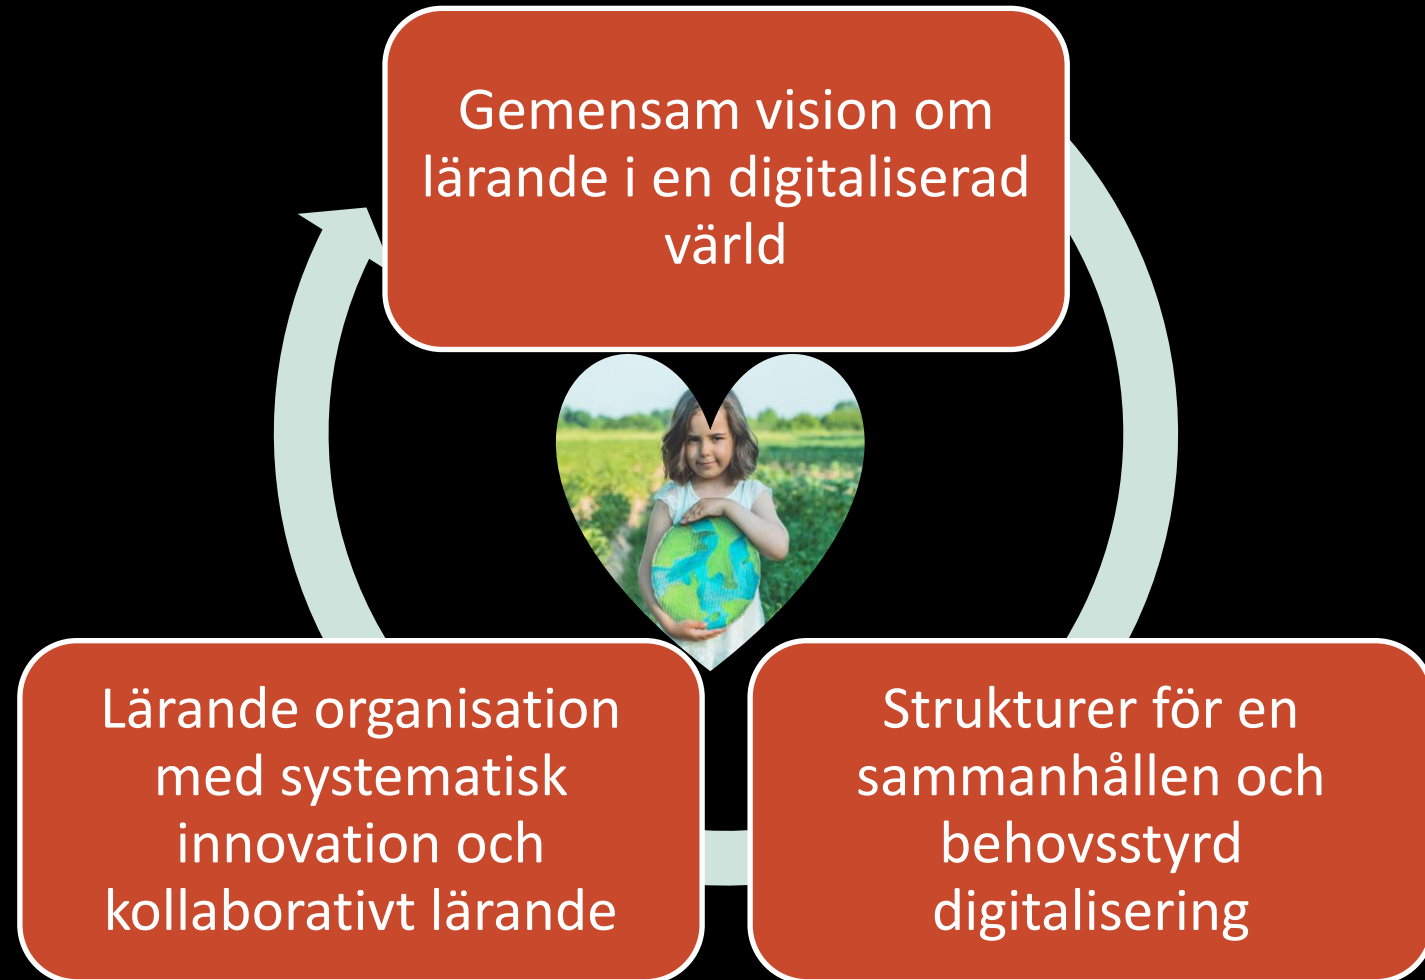 Gemensam vision om
lärande i en digitaliserad
värld
Lärande organisation
med systematisk
innovation och
kollaborativt lärande
Strukturer för en
sammanhållen och
behovsstyrd
digitalisering